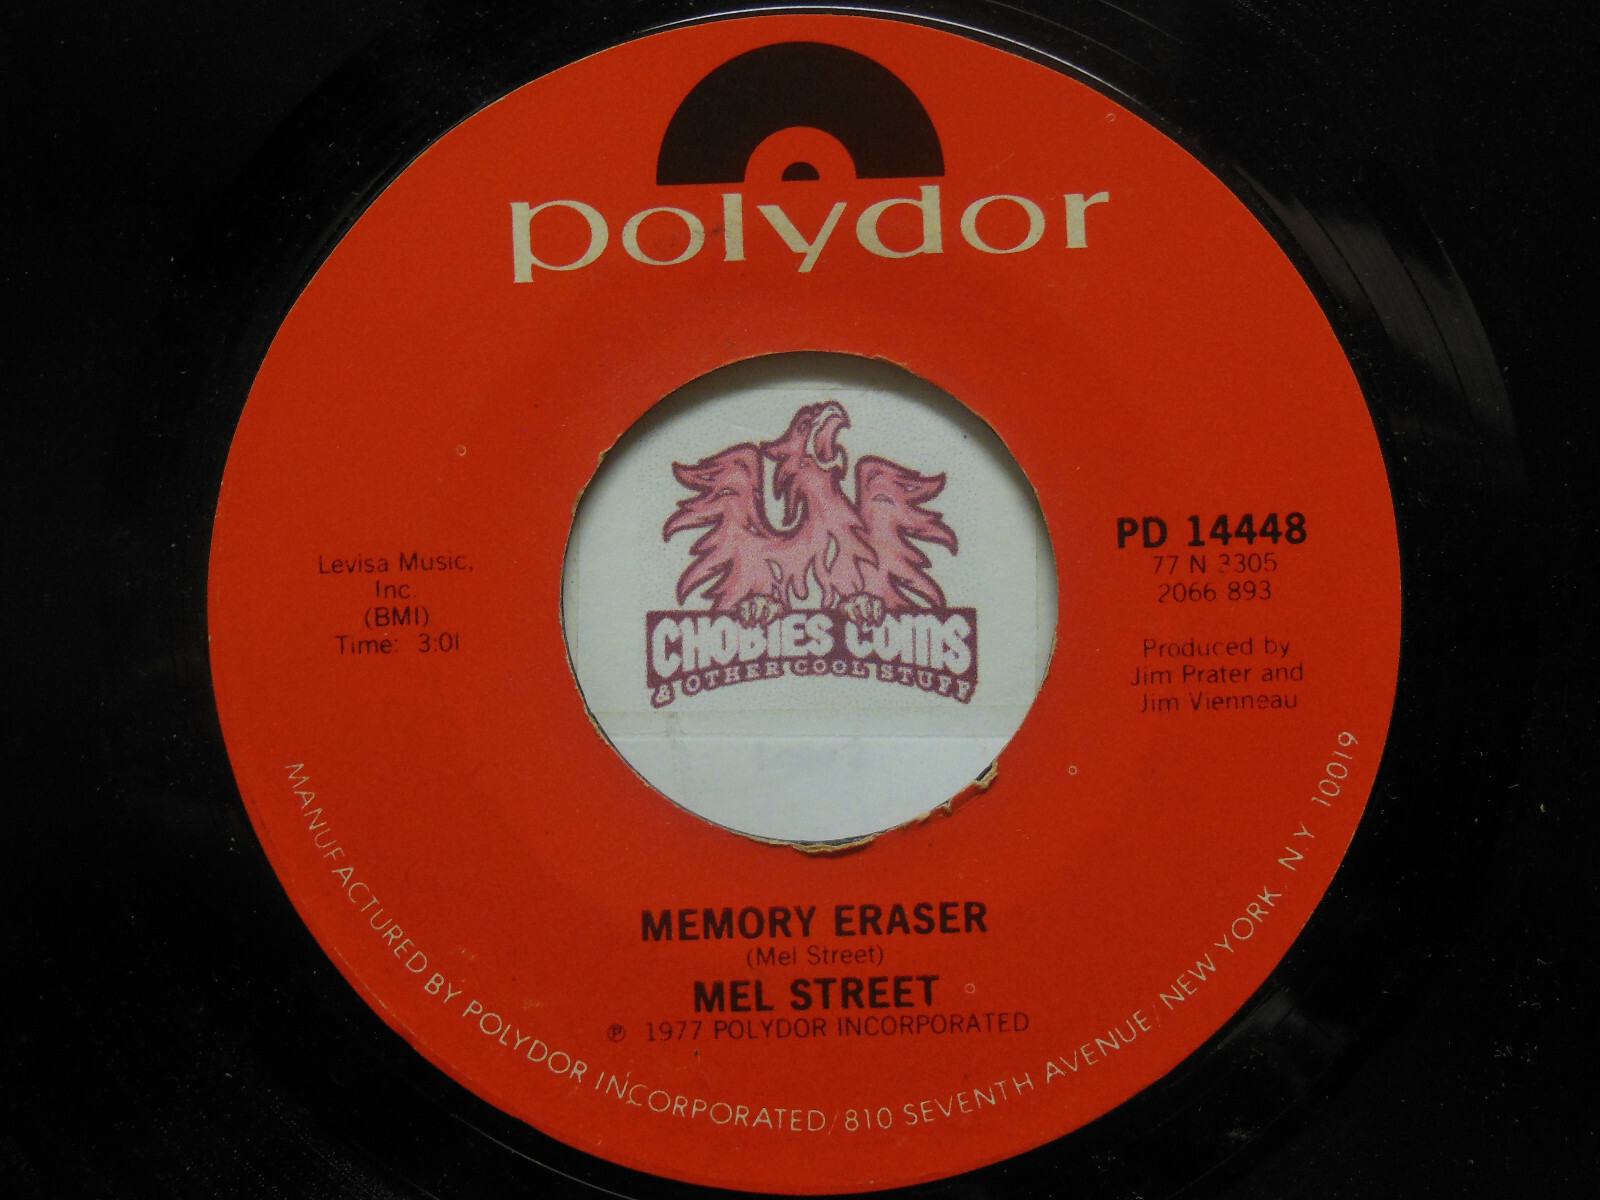 polydor
Levisa Music,
Inc.
(BMI)
Time: 3:01
PD 14448
77 N 3305
2066 893
Produced by
Jim Prater and
Jim Vienneau
CHOBIES COINS
& OTHER COOL STUFF
MEMORY ERASER
(Mel Street)
MEL STREET
℗ 1977 POLYDOR INCORPORATED
MANUFACTURED BY POLYDOR INCORPORATED/810 SEVENTH AVENUE/NEW YORK, N.Y 10019